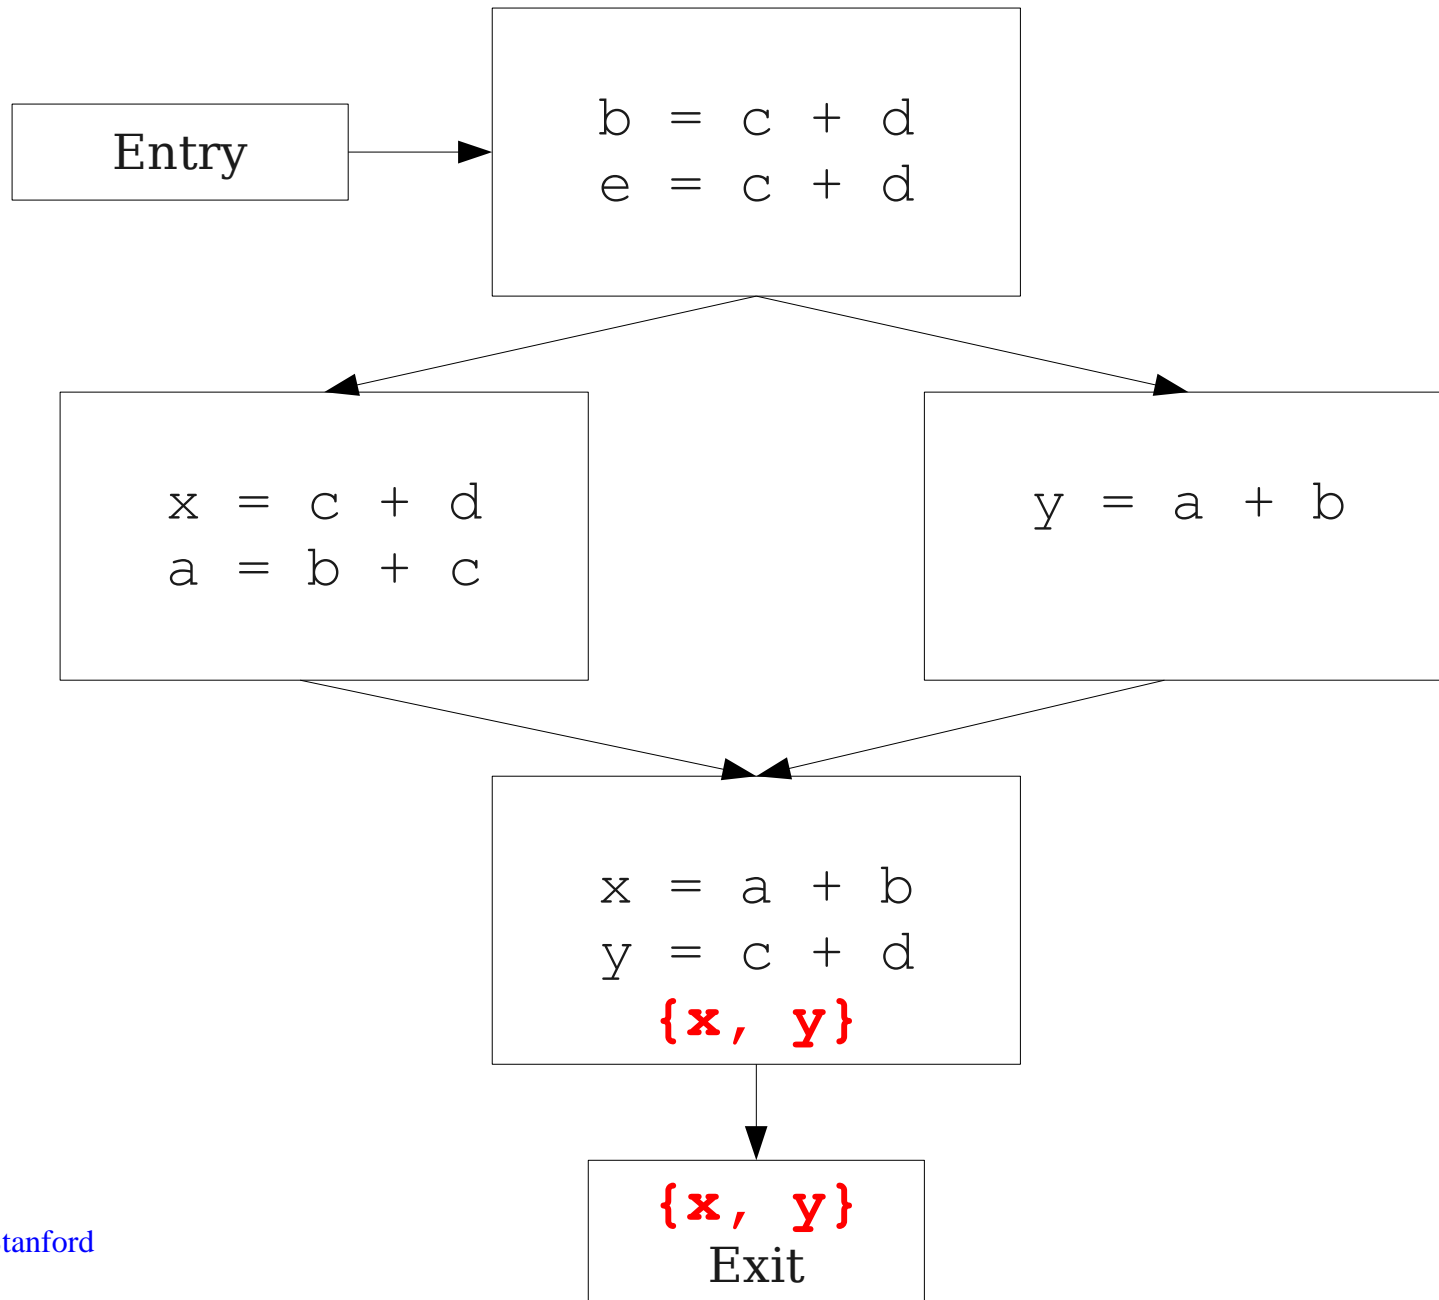 Entry
b = c + d
e = c + d
x = c + d
a = b + c
y = a + b
x = a + b
y = c + d
{x, y}
{x, y}
Exit
tanford